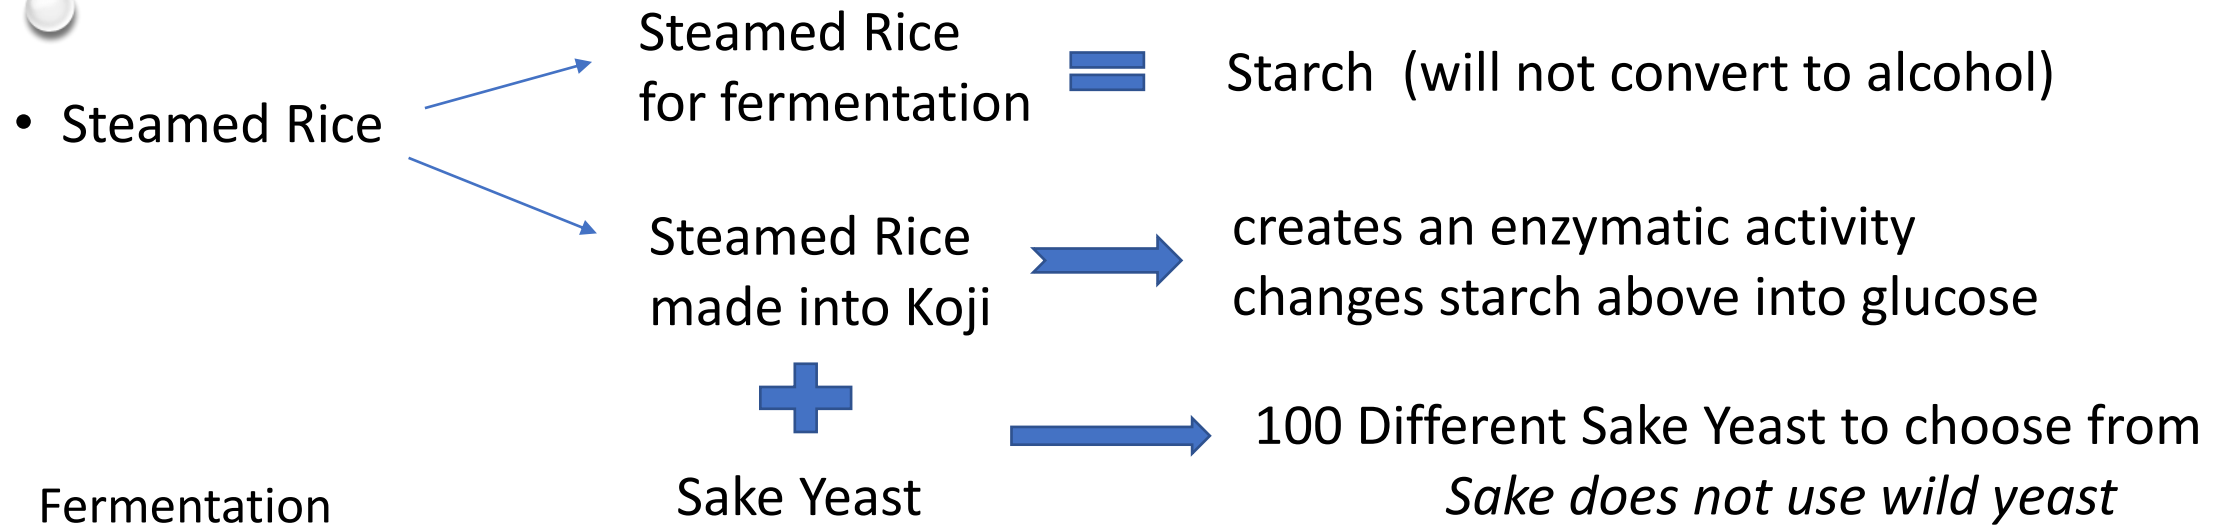 • Steamed Rice
Steamed Rice
for fermentation
Starch (will not convert to alcohol)
Steamed Rice
made into Koji
creates an enzymatic activity
changes starch above into glucose
Sake Yeast
100 Different Sake Yeast to choose from
Sake does not use wild yeast
Fermentation